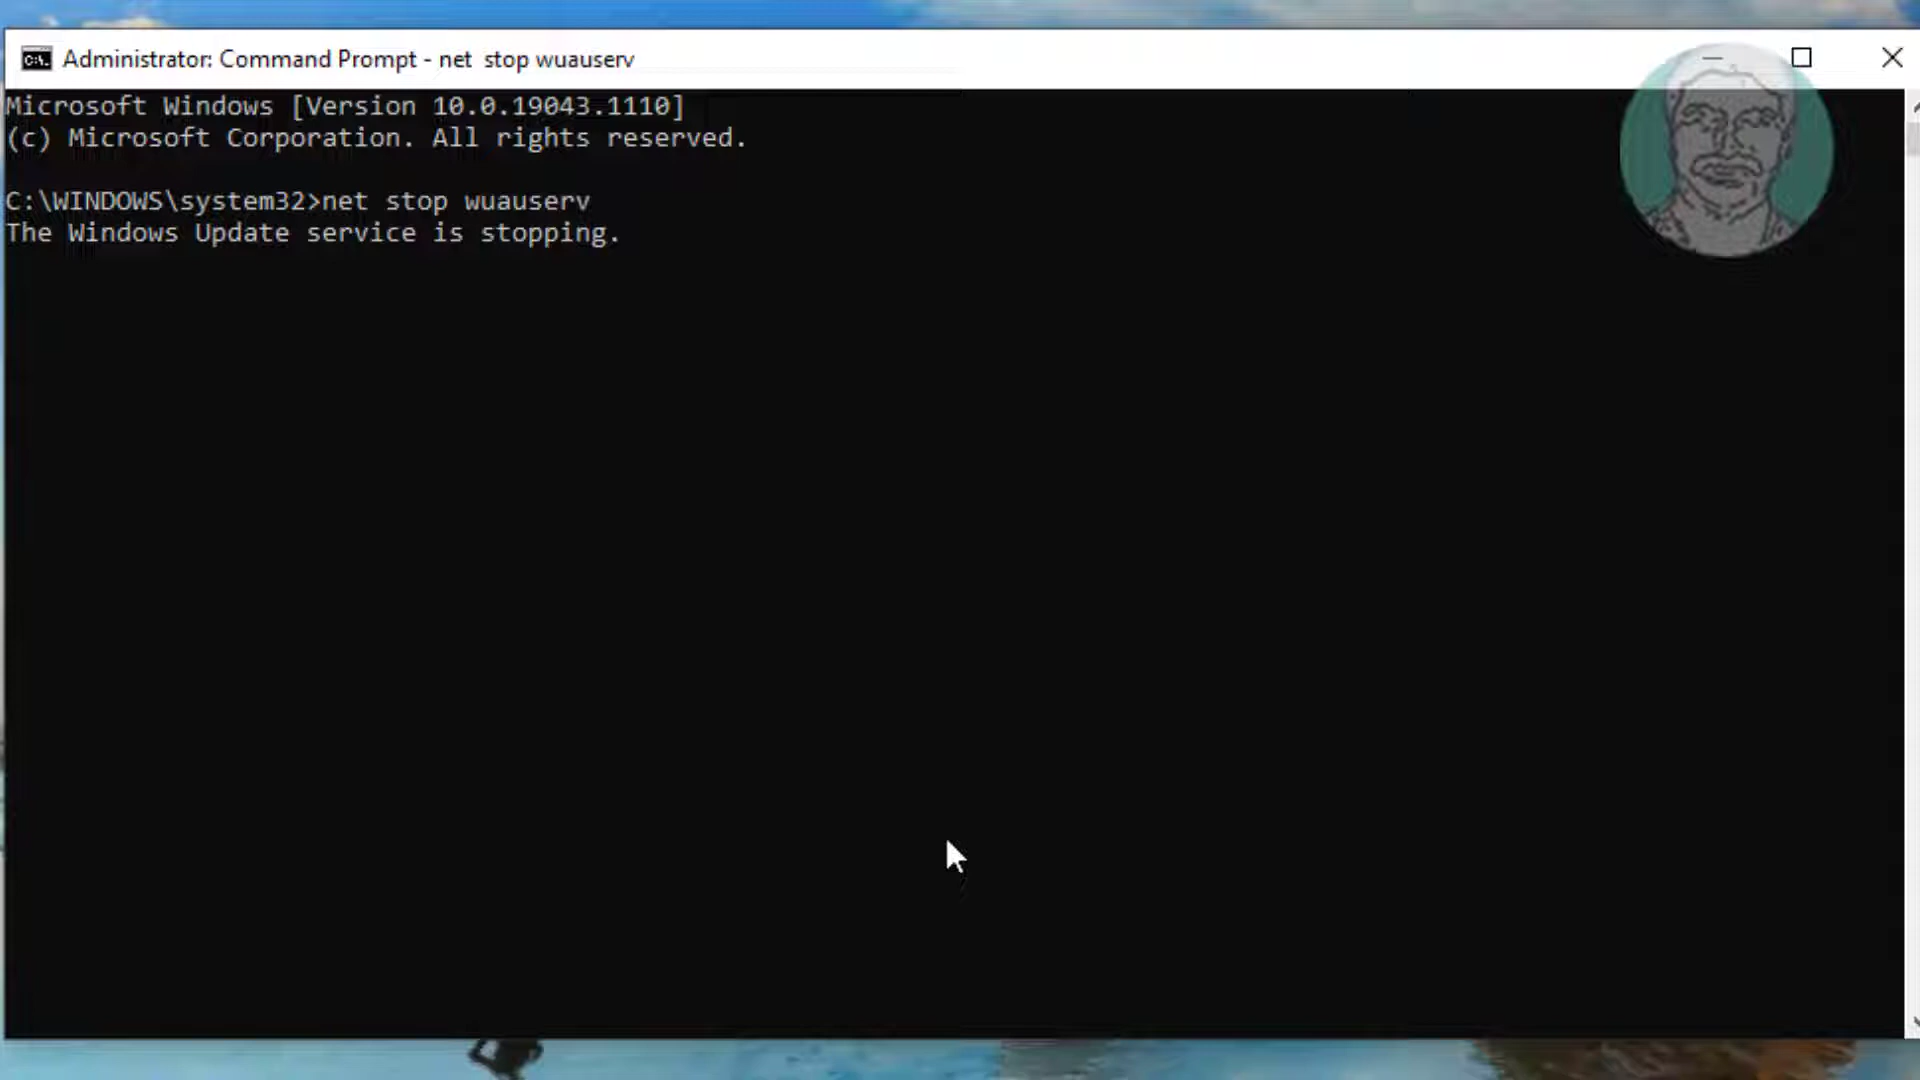 Administrator: Command Prompt - net  stop wuauserv
Microsoft Windows [Version 10.0.19043.1110]
(c) Microsoft Corporation. All rights reserved.
C:\WINDOWS\system32>net stop wuauserv
The Windows Update service is stopping.